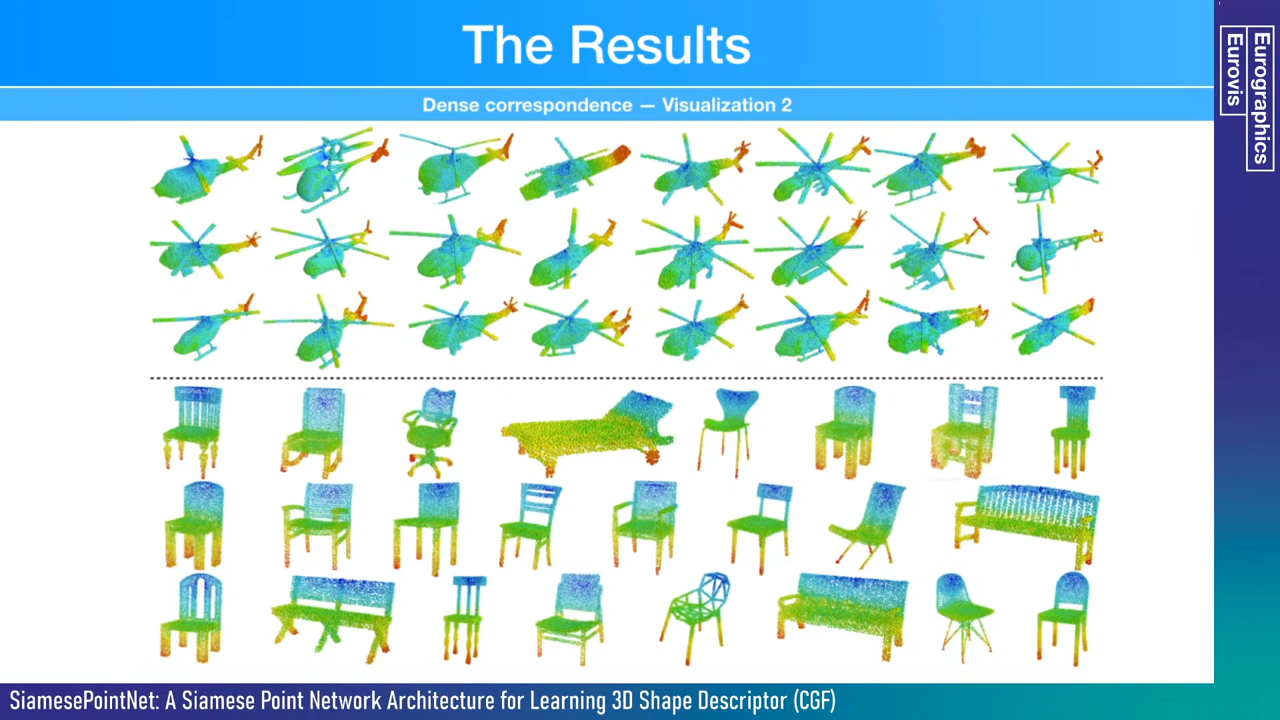 The Results
Dense correspondence — Visualization 2
Eurographics
Eurovis
SiamesePointNet: A Siamese Point Network Architecture for Learning 3D Shape Descriptor (CGF)